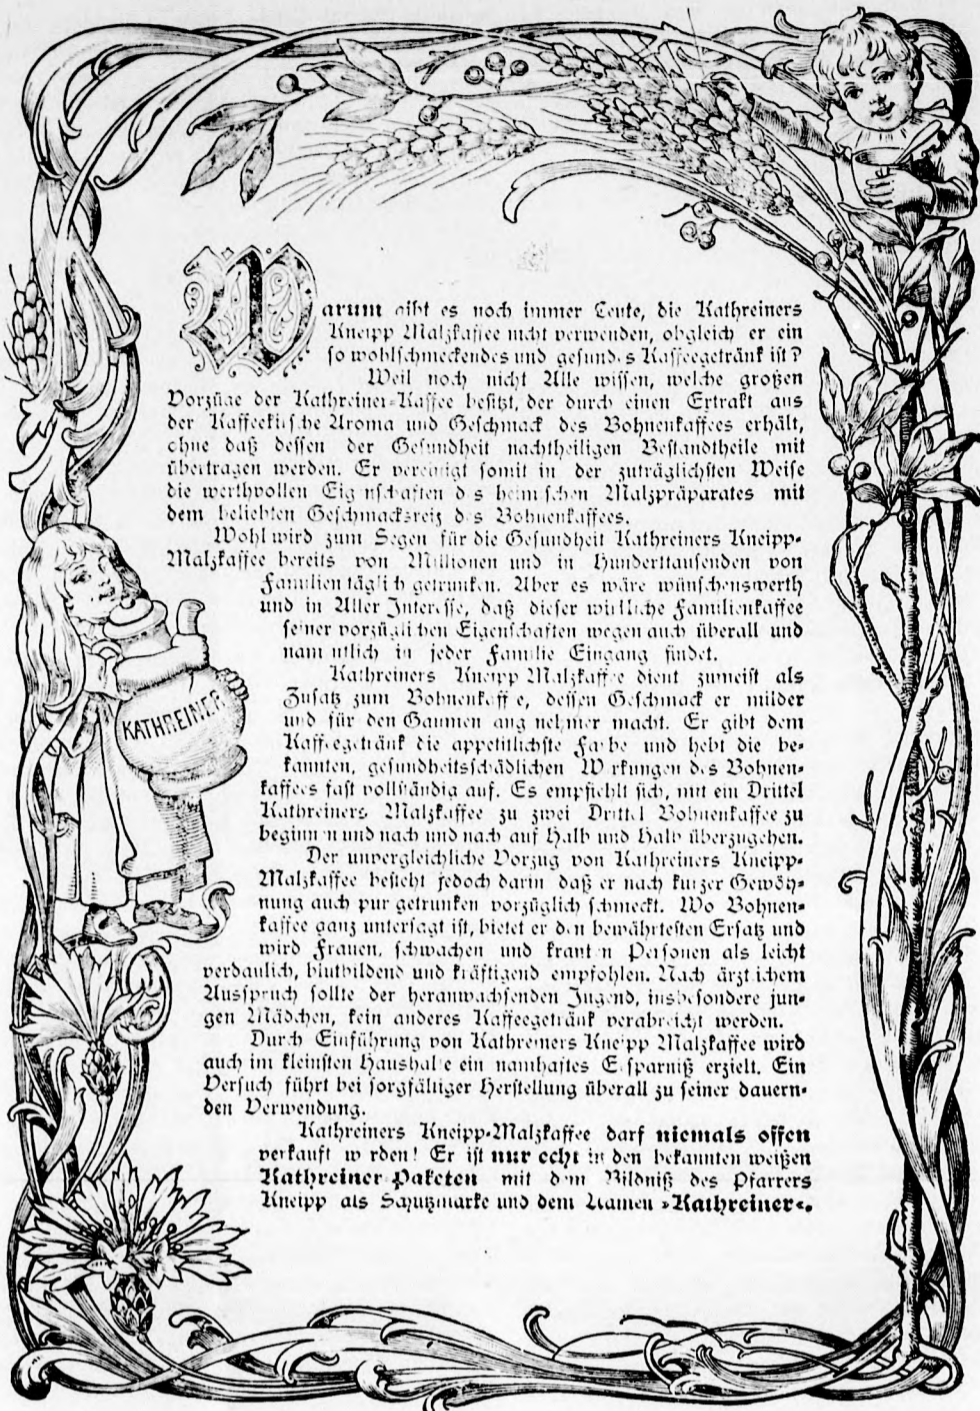 Warum gibt es noch immer Leute, die Kathreiners
Kneipp Malzkaffee nicht verwenden, obgleich er ein
so wohlschmeckendes und gesundes Kaffeegetränk ist?
Weil noch nicht Alle wissen, welche großen
Vorzüge der Kathreiner-Kaffee besitzt, der durch einen Extrakt aus
der Kaffeekirsche Aroma und Geschmack des Bohnenkaffees erhält,
ohne daß dessen der Gesundheit nachtheiligen Bestandtheile mit
übertragen werden. Er vereinigt somit in der zuträglichsten Weise
die werthvollen Eigenschaften des heimischen Malzpräparates mit
dem beliebten Geschmacksreiz des Bohnenkaffees.
Wohl wird zum Segen für die Gesundheit Kathreiners Kneipp-
Malzkaffee bereits von Millionen und in Hunderttausenden von
Familien täglich getrunken. Aber es wäre wünschenswerth
und in Aller Interesse, daß dieser wirkliche Familienkaffee
seiner vorzüglichen Eigenschaften wegen auch überall und
namentlich in jeder Familie Eingang findet.
Kathreiners Kneipp Malzkaffee dient zumeist als
Zusatz zum Bohnenkaffee, dessen Geschmack er milder
und für den Gaumen angenehmer macht. Er gibt dem
Kaffeegetränk die appetitlichste Farbe und hebt die be-
kannten, gesundheitsschädlichen Wirkungen des Bohnen-
kaffees fast vollständig auf. Es empfiehlt sich, mit ein Drittel
Kathreiners Malzkaffee zu zwei Drittel Bohnenkaffee zu
beginnen und nach und nach auf Halb und Halb überzugehen.
Der unvergleichliche Vorzug von Kathreiners Kneipp-
Malzkaffee besteht jedoch darin daß er nach kurzer Gewöh-
nung auch pur getrunken vorzüglich schmeckt. Wo Bohnen-
kaffee ganz untersagt ist, bietet er den bewährtesten Ersatz und
wird Frauen, schwachen und kranken Personen als leicht
verdaulich, blutbildend und kräftigend empfohlen. Nach ärztlichem
Ausspruch sollte der heranwachsenden Jugend, insbesondere jun-
gen Mädchen, kein anderes Kaffeegetränk verabreicht werden.
Durch Einführung von Kathreiners Kneipp Malzkaffee wird
auch im kleinsten Haushalte ein namhaftes Ersparniß erzielt. Ein
Versuch führt bei sorgfältiger Herstellung überall zu seiner dauern-
den Verwendung.
Kathreiners Kneipp-Malzkaffee darf niemals offen
verkauft werden! Er ist nur echt in den bekannten weißen
Kathreiner-Paketen mit dem Bildniß des Pfarrers
Kneipp als Schutzmarke und dem Namen »Kathreiner«.
KATHREINER